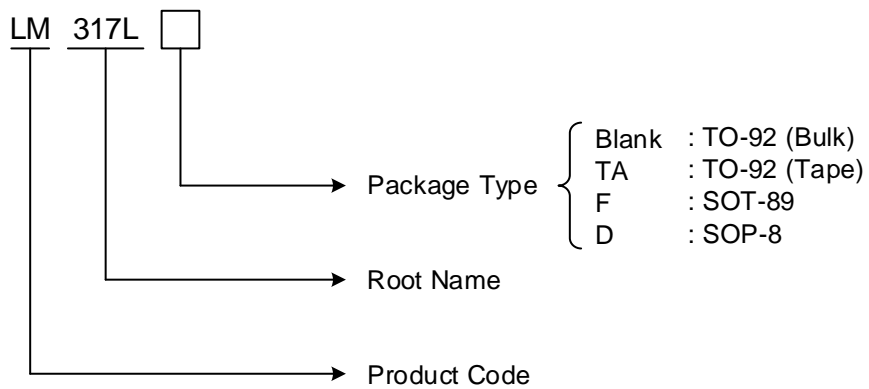 LM 317L
Package Type
Blank : TO-92 (Bulk)
TA : TO-92 (Tape)
F : SOT-89
D : SOP-8
Root Name
Product Code